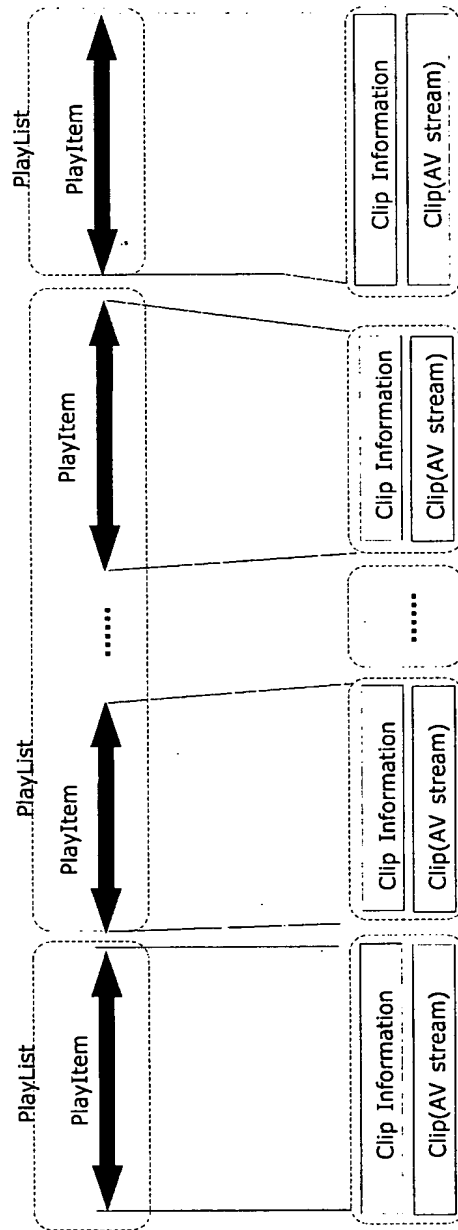 PlayList
PlayList
PlayList
PlayItem
PlayItem
......
PlayItem
PlayItem
Clip Information
Clip(AV stream)
Clip Information
Clip(AV stream)
......
Clip Information
Clip(AV stream)
Clip Information
Clip(AV stream)